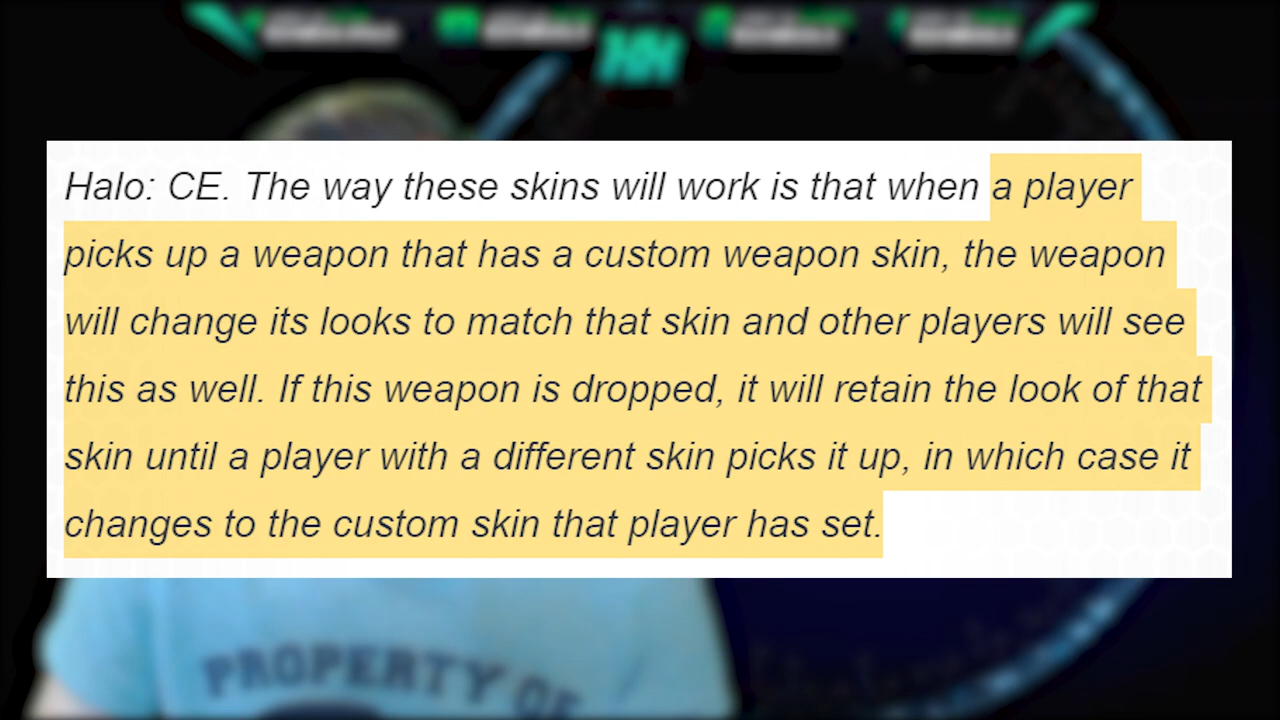 HH
Halo: CE. The way these skins will work is that when a player
picks up a weapon that has a custom weapon skin, the weapon
will change its looks to match that skin and other players will see
this as well. If this weapon is dropped, it will retain the look of that
skin until a player with a different skin picks it up, in which case it
changes to the custom skin that player has set.
PROPERTY OF